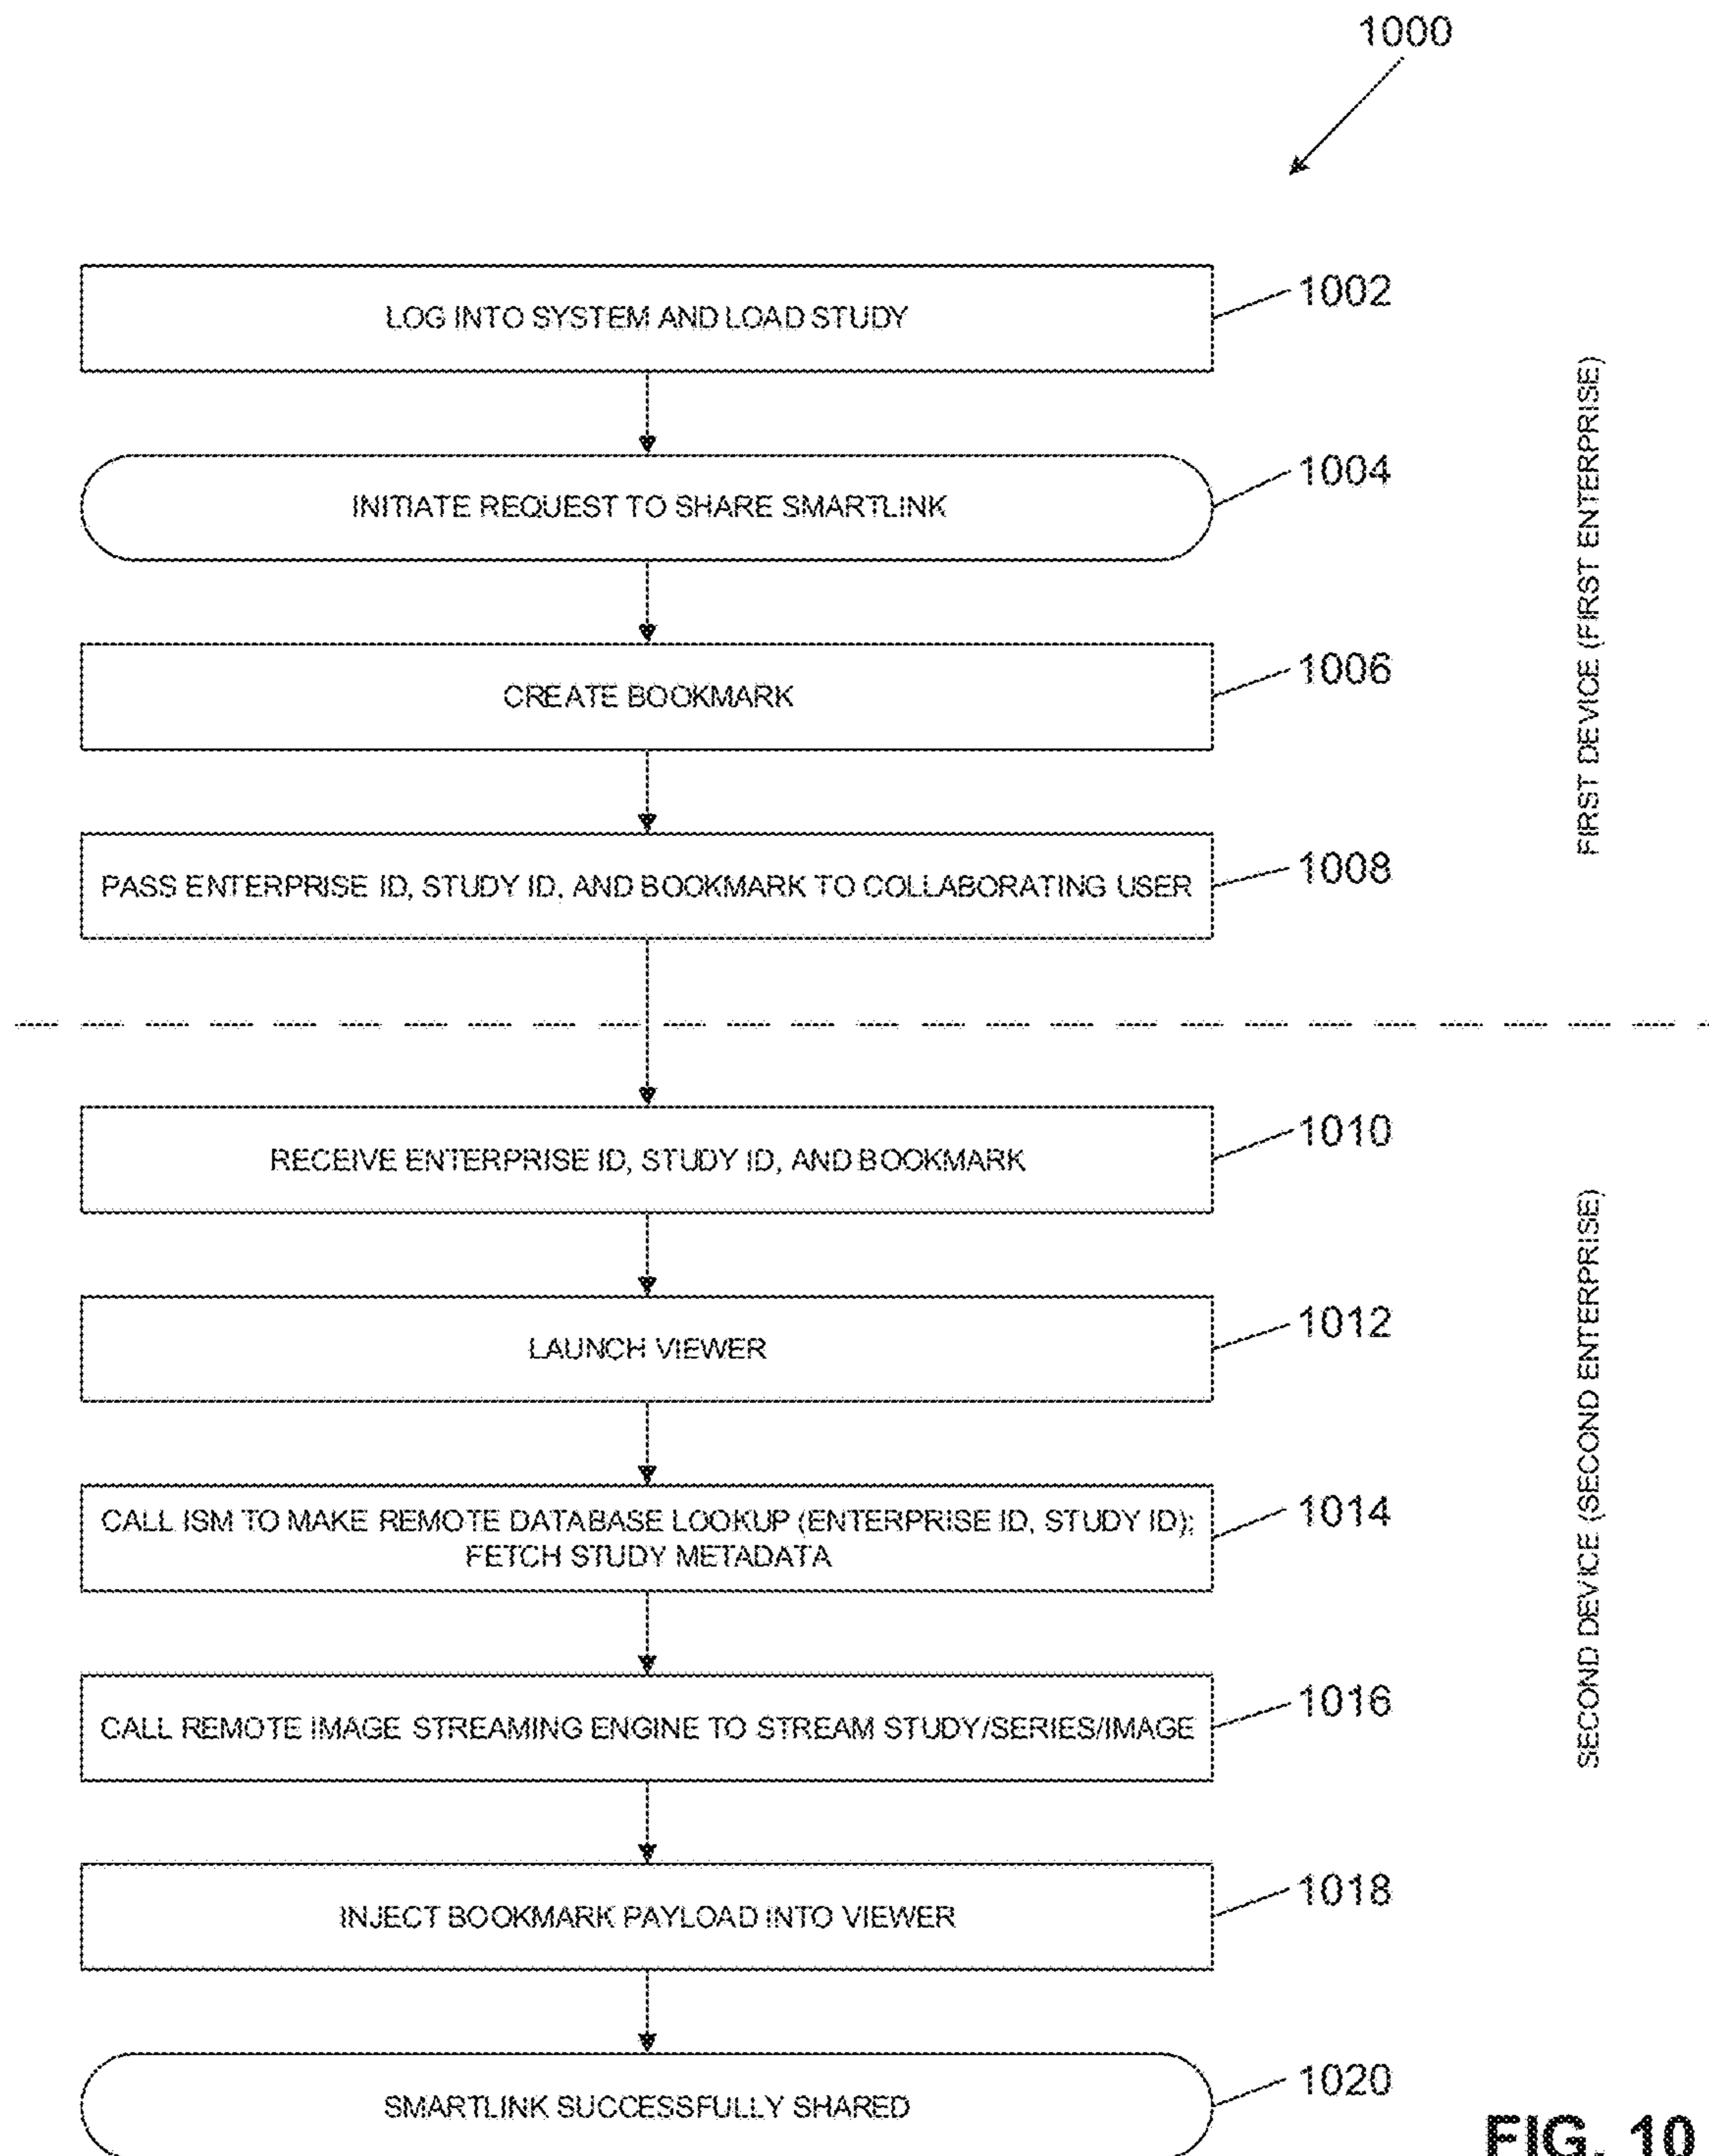 1000
LOG INTO SYSTEM AND LOAD STUDY
1002
INITIATE REQUEST TO SHARE SMARTLINK
1004
CREATE BOOKMARK
1006
PASS ENTERPRISE ID, STUDY ID, AND BOOKMARK TO COLLABORATING USER
1008
FIRST DEVICE (FIRST ENTERPRISE)
RECEIVE ENTERPRISE ID, STUDY ID, AND BOOKMARK
1010
LAUNCH VIEWER
1012
CALL ISM TO MAKE REMOTE DATABASE LOOKUP (ENTERPRISE ID, STUDY ID);
FETCH STUDY METADATA
1014
CALL REMOTE IMAGE STREAMING ENGINE TO STREAM STUDY/SERIES/IMAGE
1016
INJECT BOOKMARK PAYLOAD INTO VIEWER
1018
SMARTLINK SUCCESSFULLY SHARED
1020
SECOND DEVICE (SECOND ENTERPRISE)
FIG. 10